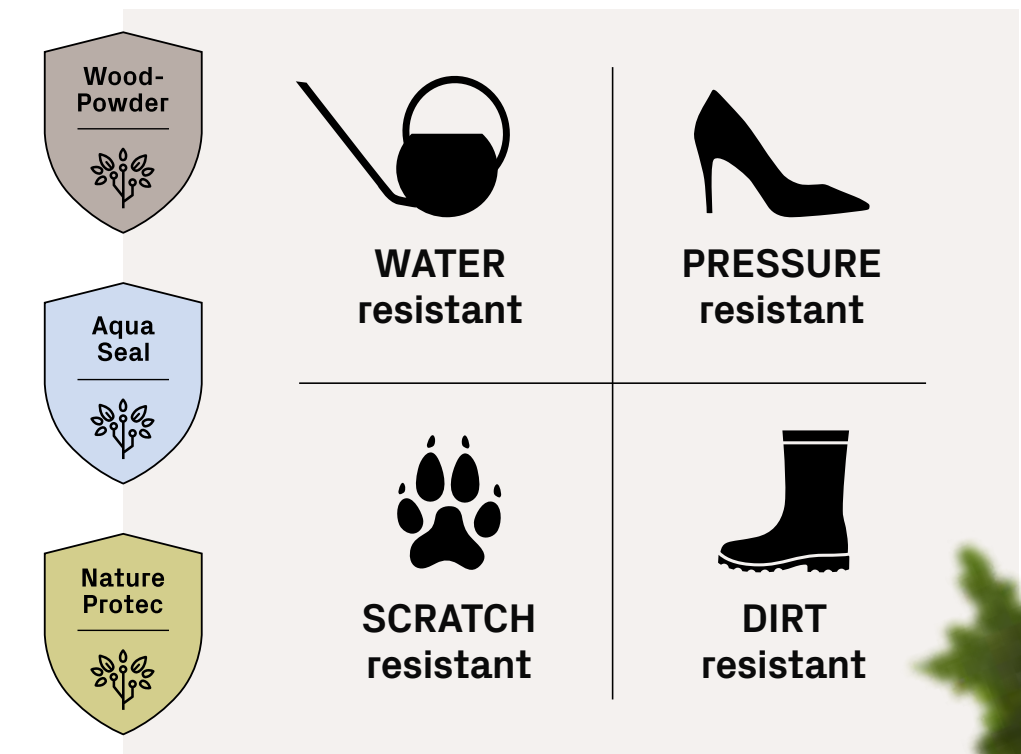 Wood-
Powder
Aqua
Seal
Nature
Protec
WATER
resistant
PRESSURE
resistant
SCRATCH
resistant
DIRT
resistant